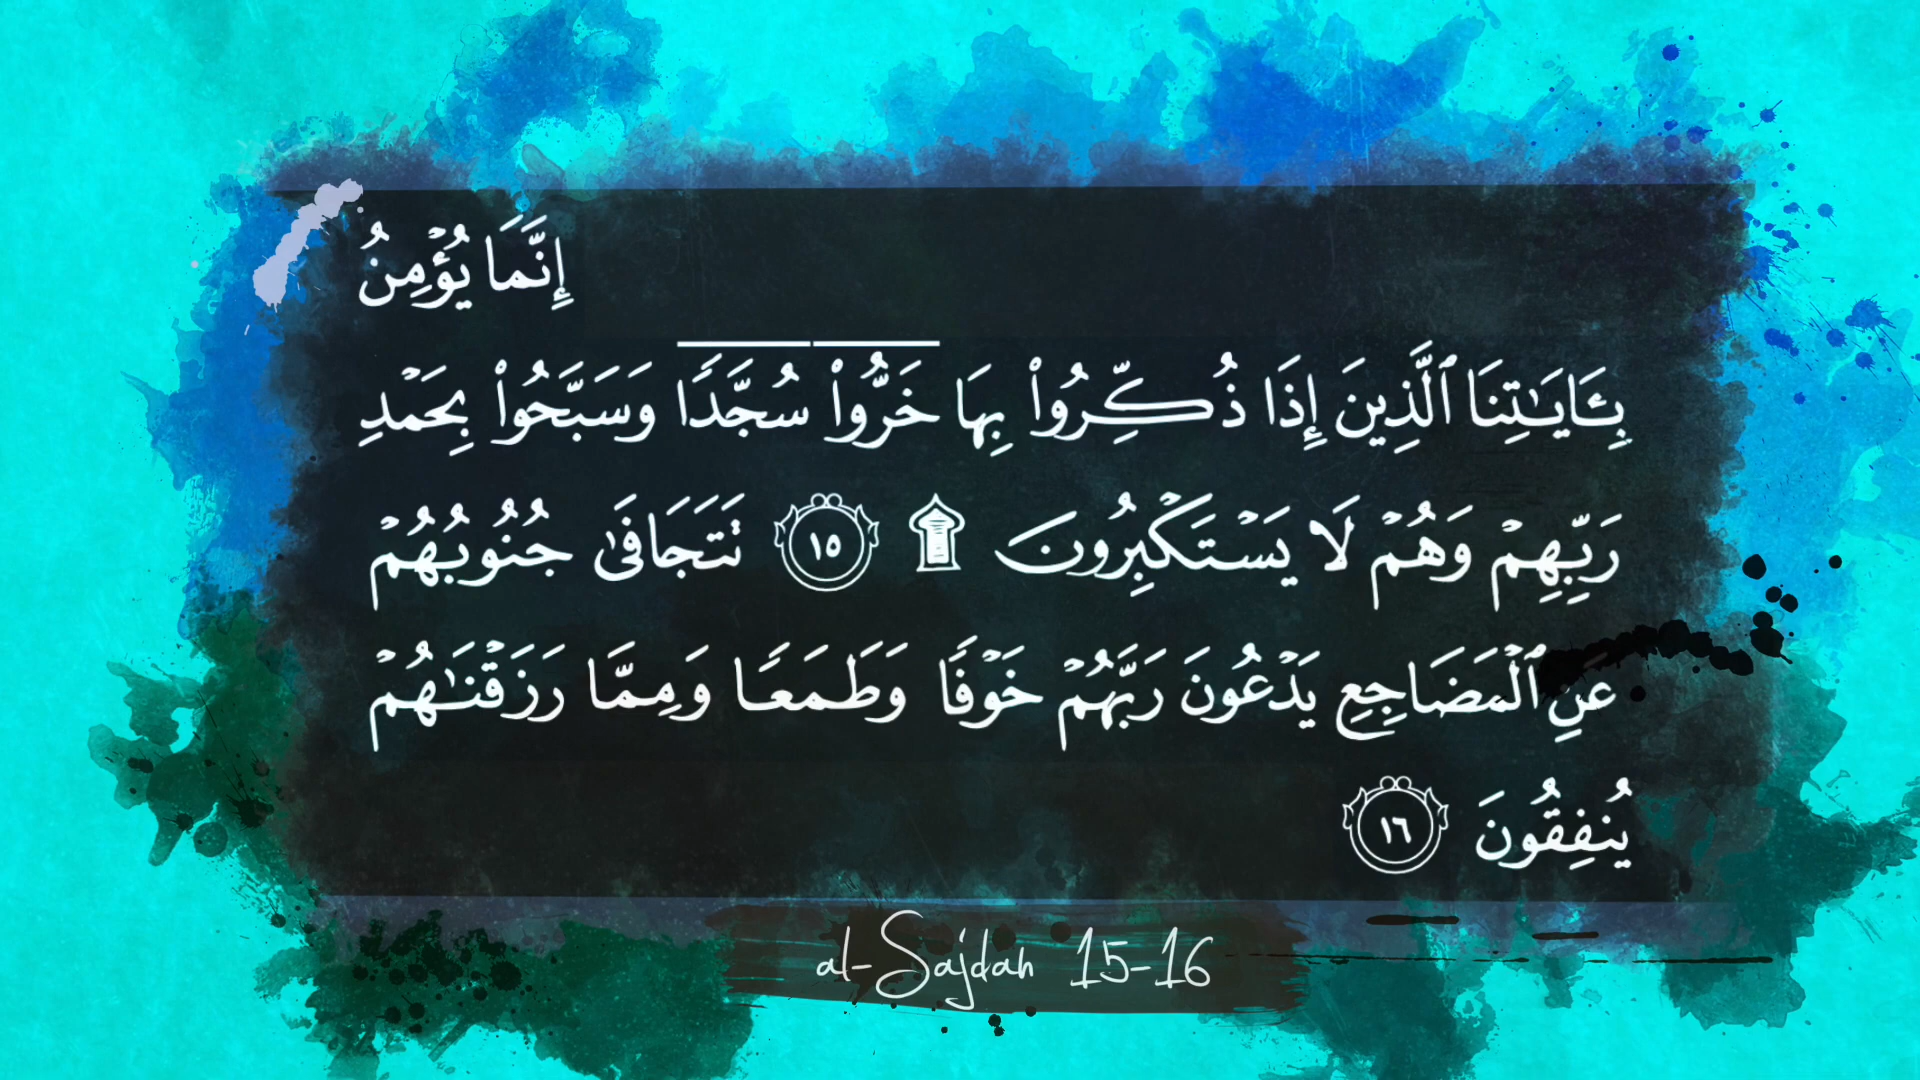 إِنَّمَا يُؤْمِنُ
بِـَٔايَـٰتِنَا ٱلَّذِينَ إِذَا ذُكِّرُوا۟ بِهَا خَرُّوا۟ سُجَّدًا وَسَبَّحُوا۟ بِحَمْدِ
رَبِّهِمْ وَهُمْ لَا يَسْتَكْبِرُونَ ۩ ١٥ تَتَجَافَىٰ جُنُوبُهُمْ
عَنِ ٱلْمَضَاجِعِ يَدْعُونَ رَبَّهُمْ خَوْفًا وَطَمَعًا وَمِمَّا رَزَقْنَـٰهُمْ
يُنفِقُونَ ١٦
al-Sajdah 15-16